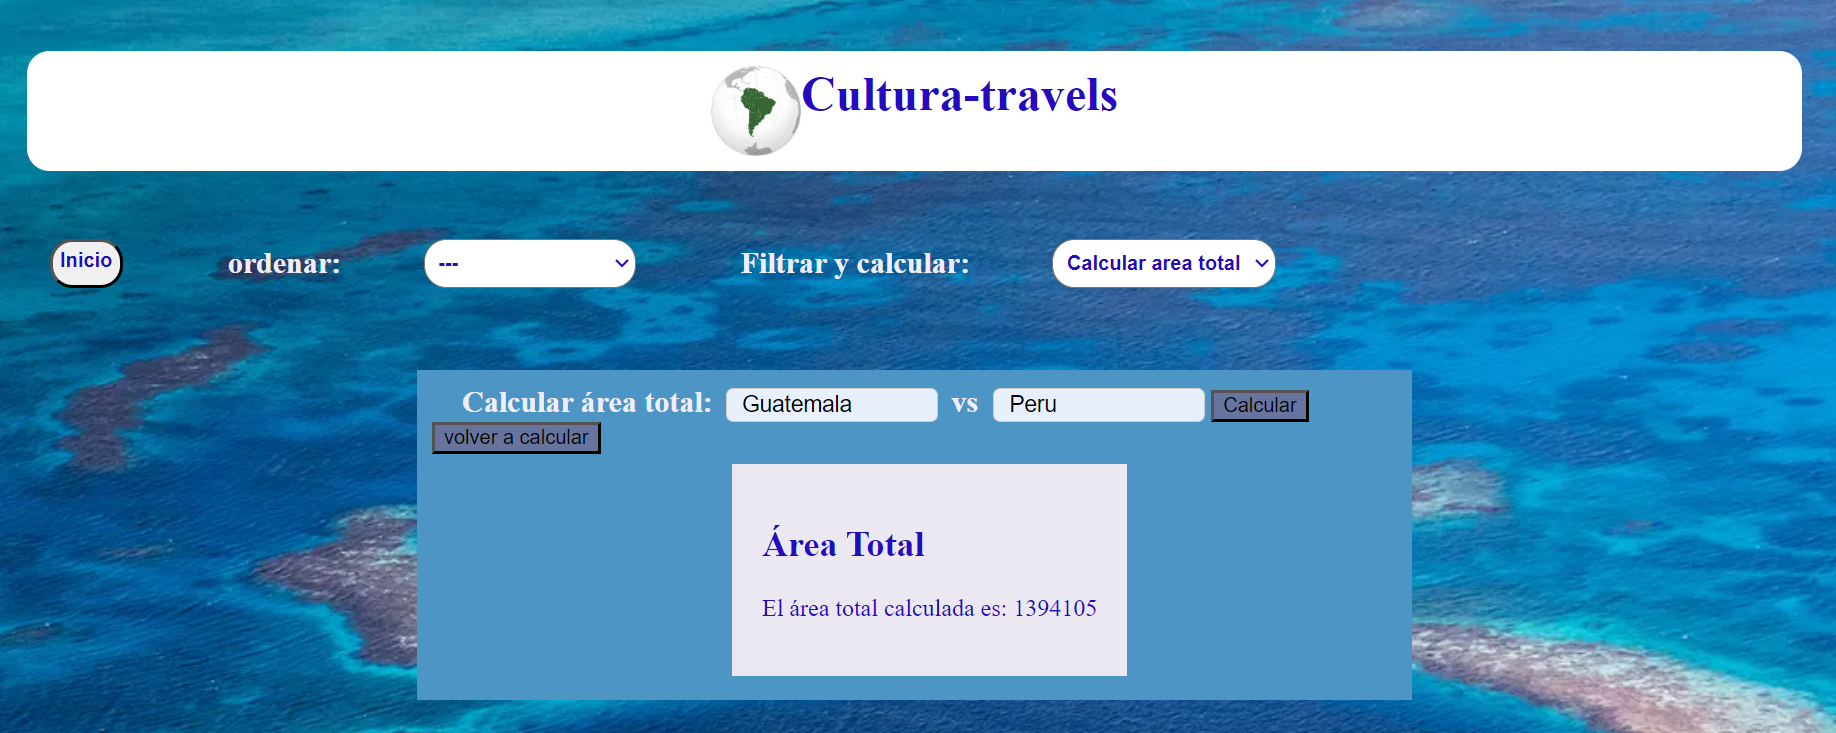 Cultura-travels
Inicio ordenar: --- Filtrar y calcular: Calcular area total
Calcular área total: Guatemala vs Peru Calcular
volver a calcular
Área Total
El área total calculada es: 1394105